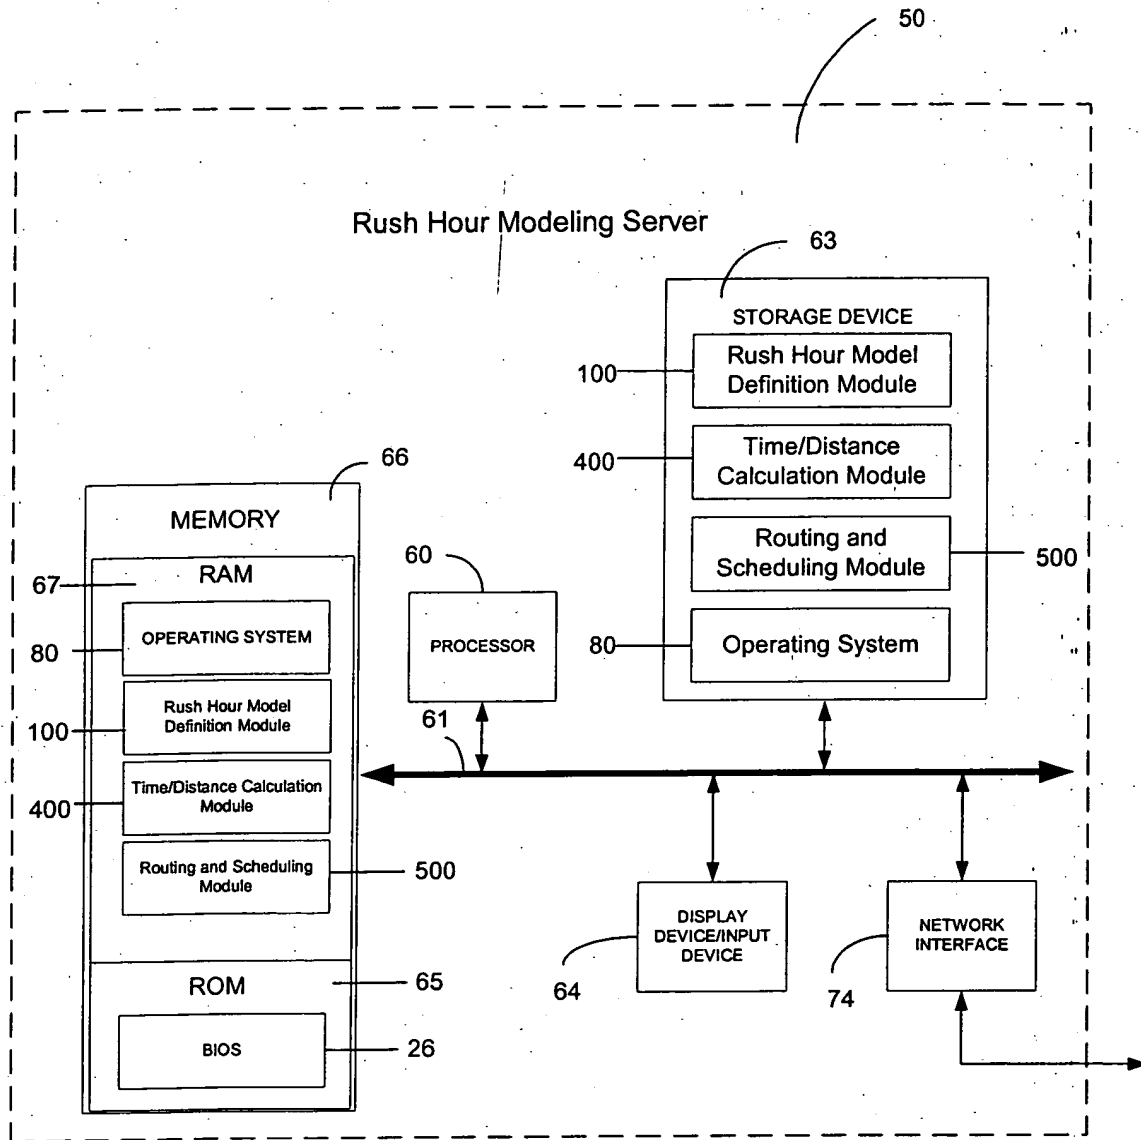 50
Rush Hour Modeling Server
63
STORAGE DEVICE
Rush Hour Model
Definition Module
100
Time/Distance
Calculation Module
400
Routing and
Scheduling Module
500
Operating System
80
66
MEMORY
67
RAM
OPERATING SYSTEM
80
Rush Hour Model
Definition Module
100
Time/Distance Calculation
Module
400
Routing and Scheduling
Module
500
ROM
65
BIOS
26
60
PROCESSOR
61
DISPLAY
DEVICE/INPUT
DEVICE
64
NETWORK
INTERFACE
74